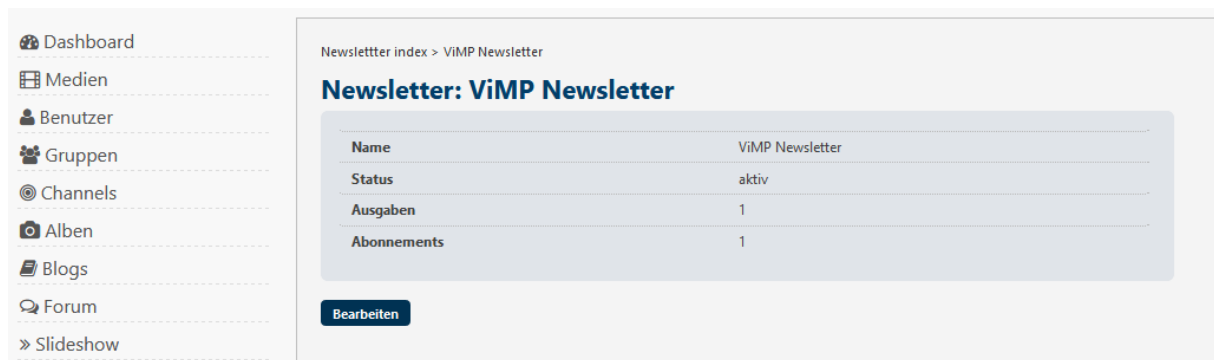 Dashboard
Medien
Benutzer
Gruppen
Channels
Alben
Blogs
Forum
» Slideshow
Newslettter index > ViMP Newsletter
Newsletter: ViMP Newsletter
Name ViMP Newsletter
Status aktiv
Ausgaben 1
Abonnements 1
Bearbeiten